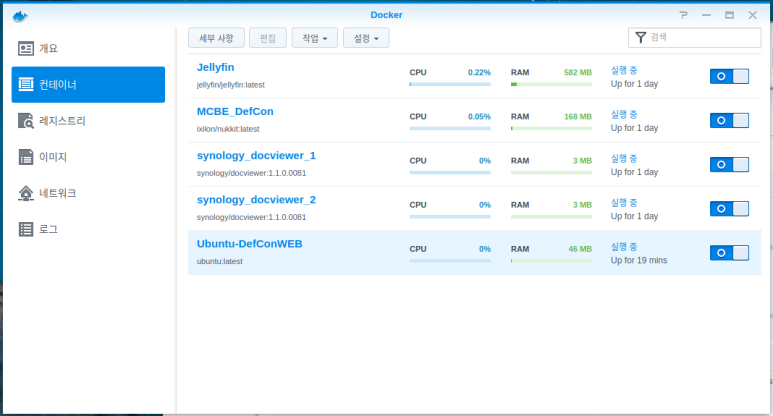 Docker
개요
컨테이너
레지스트리
이미지
네트워크
로그
세부 사항 편집 작업 설정 검색
Jellyfin CPU 0.22% RAM 582 MB 실행 중
jellyfin/jellyfin:latest Up for 1 day
MCBE_DefCon CPU 0.05% RAM 168 MB 실행 중
ixilon/nukkit:latest Up for 1 day
synology_docviewer_1 CPU 0% RAM 3 MB 실행 중
synology/docviewer:1.1.0.0081 Up for 1 day
synology_docviewer_2 CPU 0% RAM 3 MB 실행 중
synology/docviewer:1.1.0.0081 Up for 1 day
Ubuntu-DefConWEB CPU 0% RAM 46 MB 실행 중
ubuntu:latest Up for 19 mins